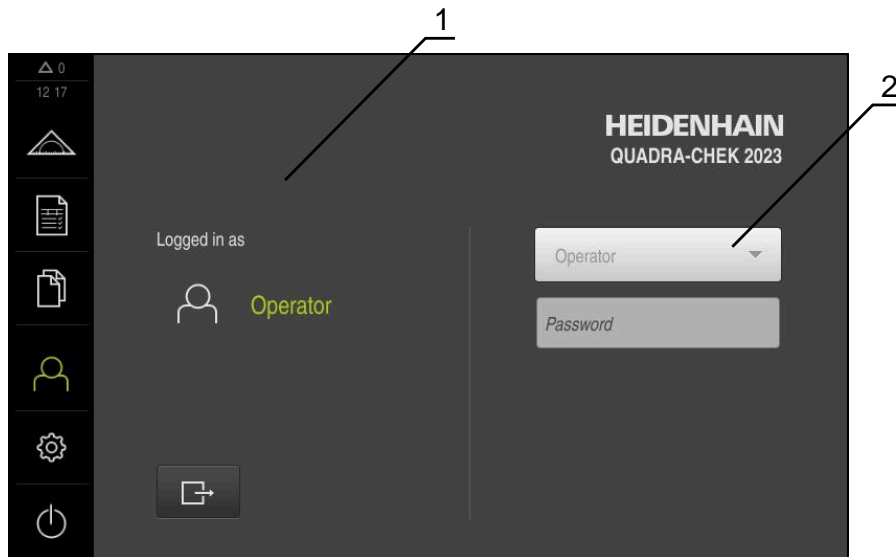 1
2
0
12 17
HEIDENHAIN
QUADRA-CHEK 2023
Logged in as
Operator
Operator
Password